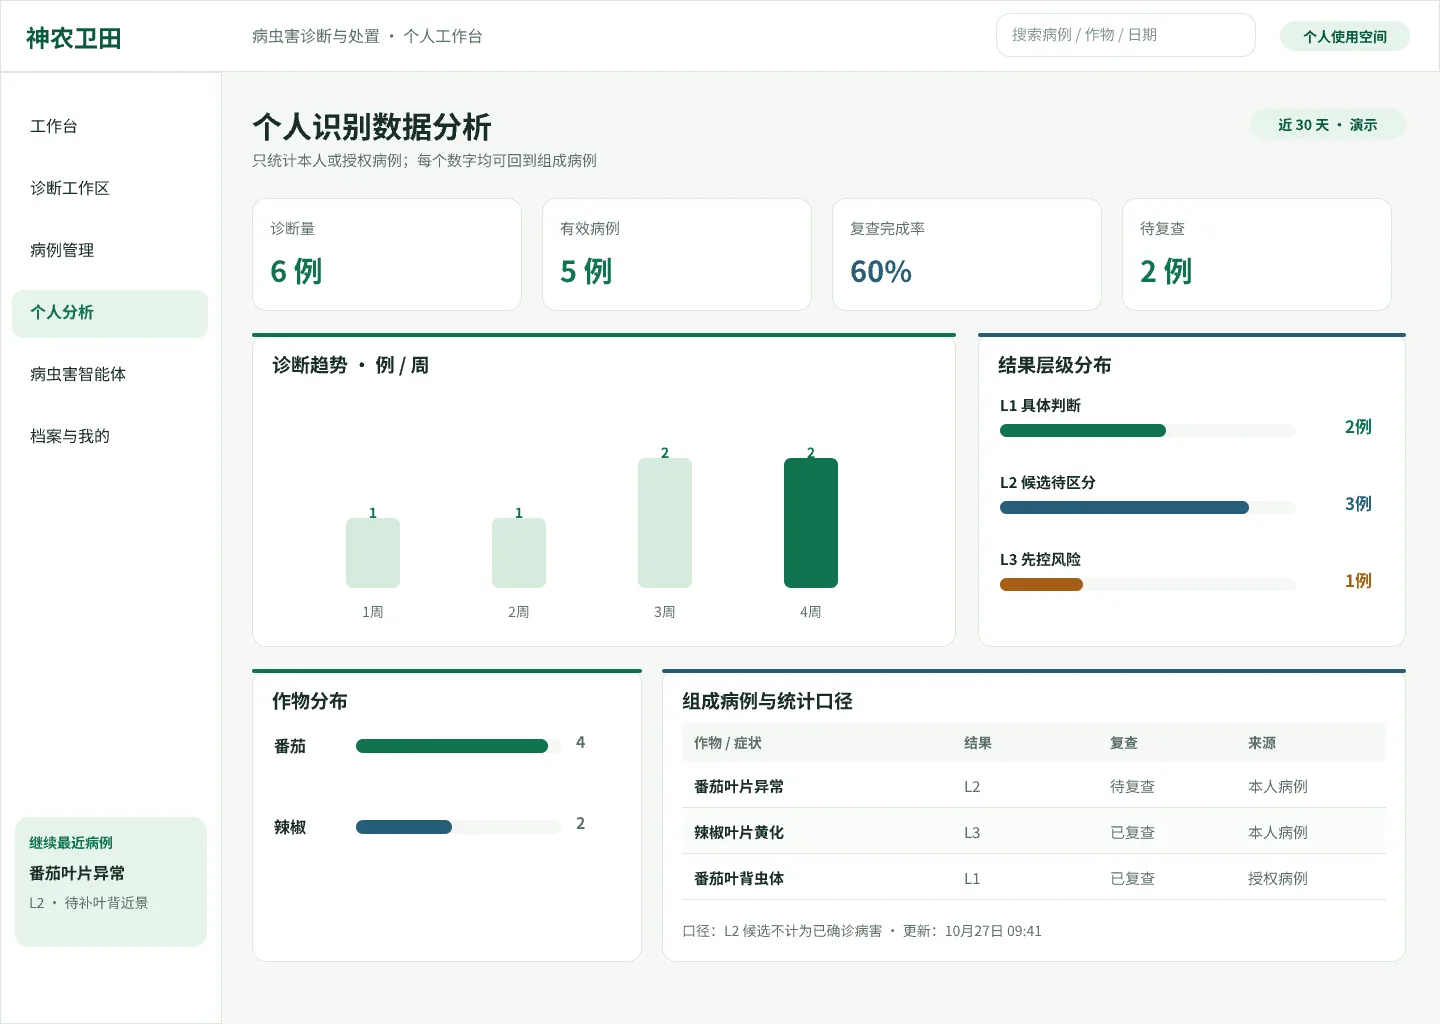 神农卫田
病虫害诊断与处置 · 个人工作台
搜索病例 / 作物 / 日期
个人使用空间
工作台
诊断工作区
病例管理
个人分析
病虫害智能体
档案与我的
继续最近病例
番茄叶片异常
L2 · 待补叶背近景
个人识别数据分析
近 30 天 · 演示
只统计本人或授权病例；每个数字均可回到组成病例
诊断量
6 例
有效病例
5 例
复查完成率
60%
待复查
2 例
诊断趋势 · 例 / 周
1
1
2
2
1周
2周
3周
4周
结果层级分布
L1 具体判断
2例
L2 候选待区分
3例
L3 先控风险
1例
作物分布
番茄
4
辣椒
2
组成病例与统计口径
作物 / 症状 结果 复查 来源
番茄叶片异常 L2 待复查 本人病例
辣椒叶片黄化 L3 已复查 本人病例
番茄叶背虫体 L1 已复查 授权病例
口径：L2 候选不计为已确诊病害 · 更新：10月27日 09:41